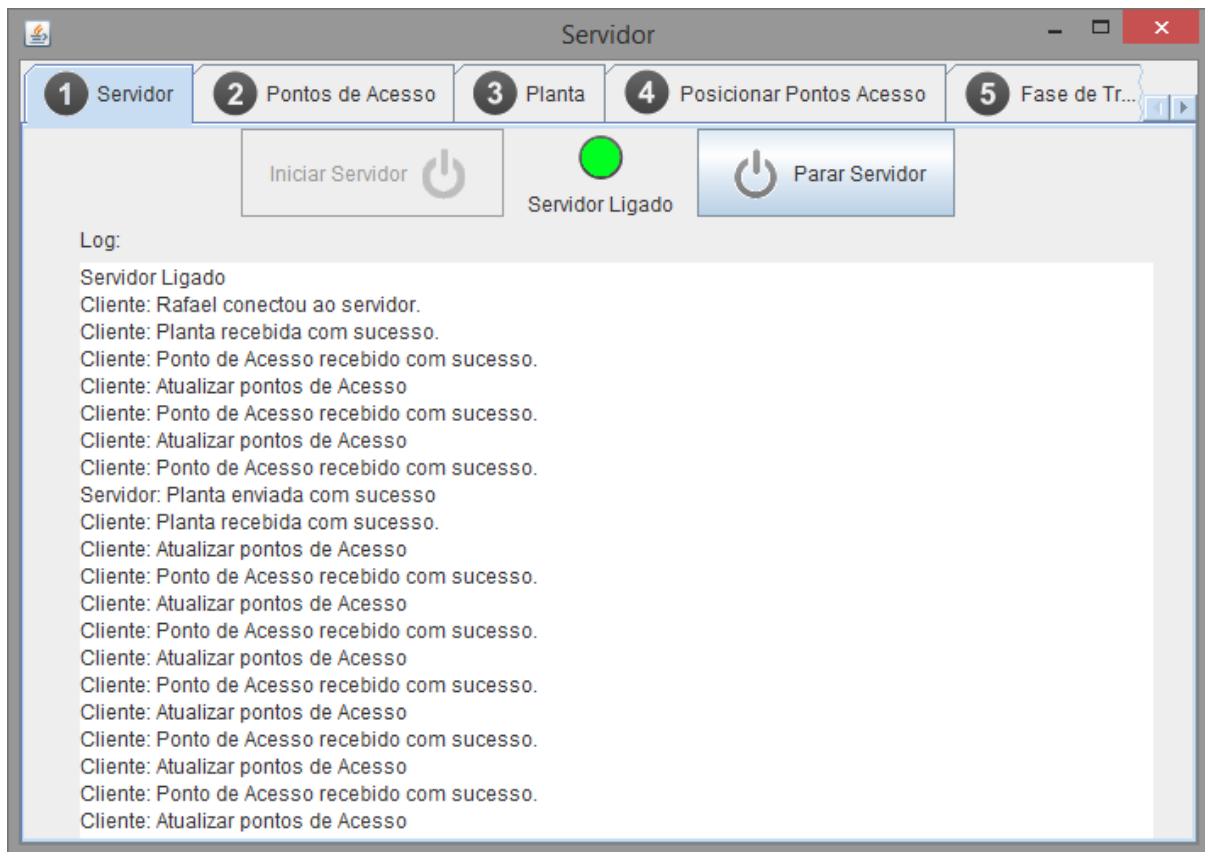 Servidor
1 Servidor 2 Pontos de Acesso 3 Planta 4 Posicionar Pontos Acesso 5 Fase de Tr...
Iniciar Servidor Parar Servidor
Servidor Ligado
Log:
Servidor Ligado
Cliente: Rafael conectou ao servidor.
Cliente: Planta recebida com sucesso.
Cliente: Ponto de Acesso recebido com sucesso.
Cliente: Atualizar pontos de Acesso
Cliente: Ponto de Acesso recebido com sucesso.
Cliente: Atualizar pontos de Acesso
Cliente: Ponto de Acesso recebido com sucesso.
Servidor: Planta enviada com sucesso
Cliente: Planta recebida com sucesso.
Cliente: Atualizar pontos de Acesso
Cliente: Ponto de Acesso recebido com sucesso.
Cliente: Atualizar pontos de Acesso
Cliente: Ponto de Acesso recebido com sucesso.
Cliente: Atualizar pontos de Acesso
Cliente: Ponto de Acesso recebido com sucesso.
Cliente: Atualizar pontos de Acesso
Cliente: Ponto de Acesso recebido com sucesso.
Cliente: Atualizar pontos de Acesso
Cliente: Ponto de Acesso recebido com sucesso.
Cliente: Atualizar pontos de Acesso